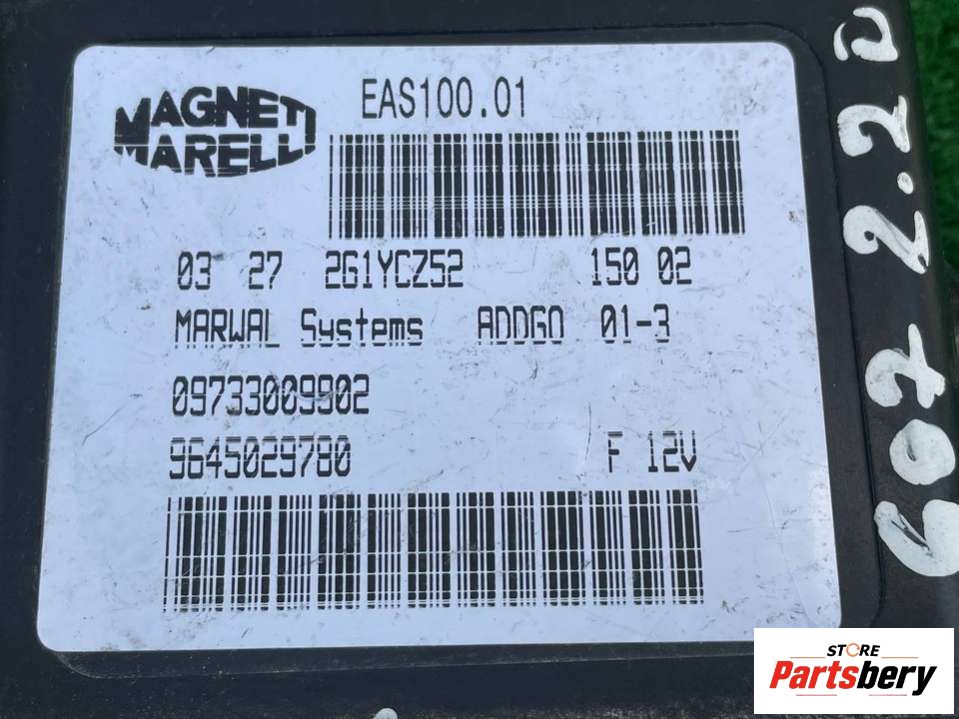 MAGNETI
MARELLI
EAS100.01
03 27 2G1YCZ52 150 02
MARWAL Systems ADDGO 01-3
09733009902
9645029780 F 12V
607 2.2D
STORE
Partsbery